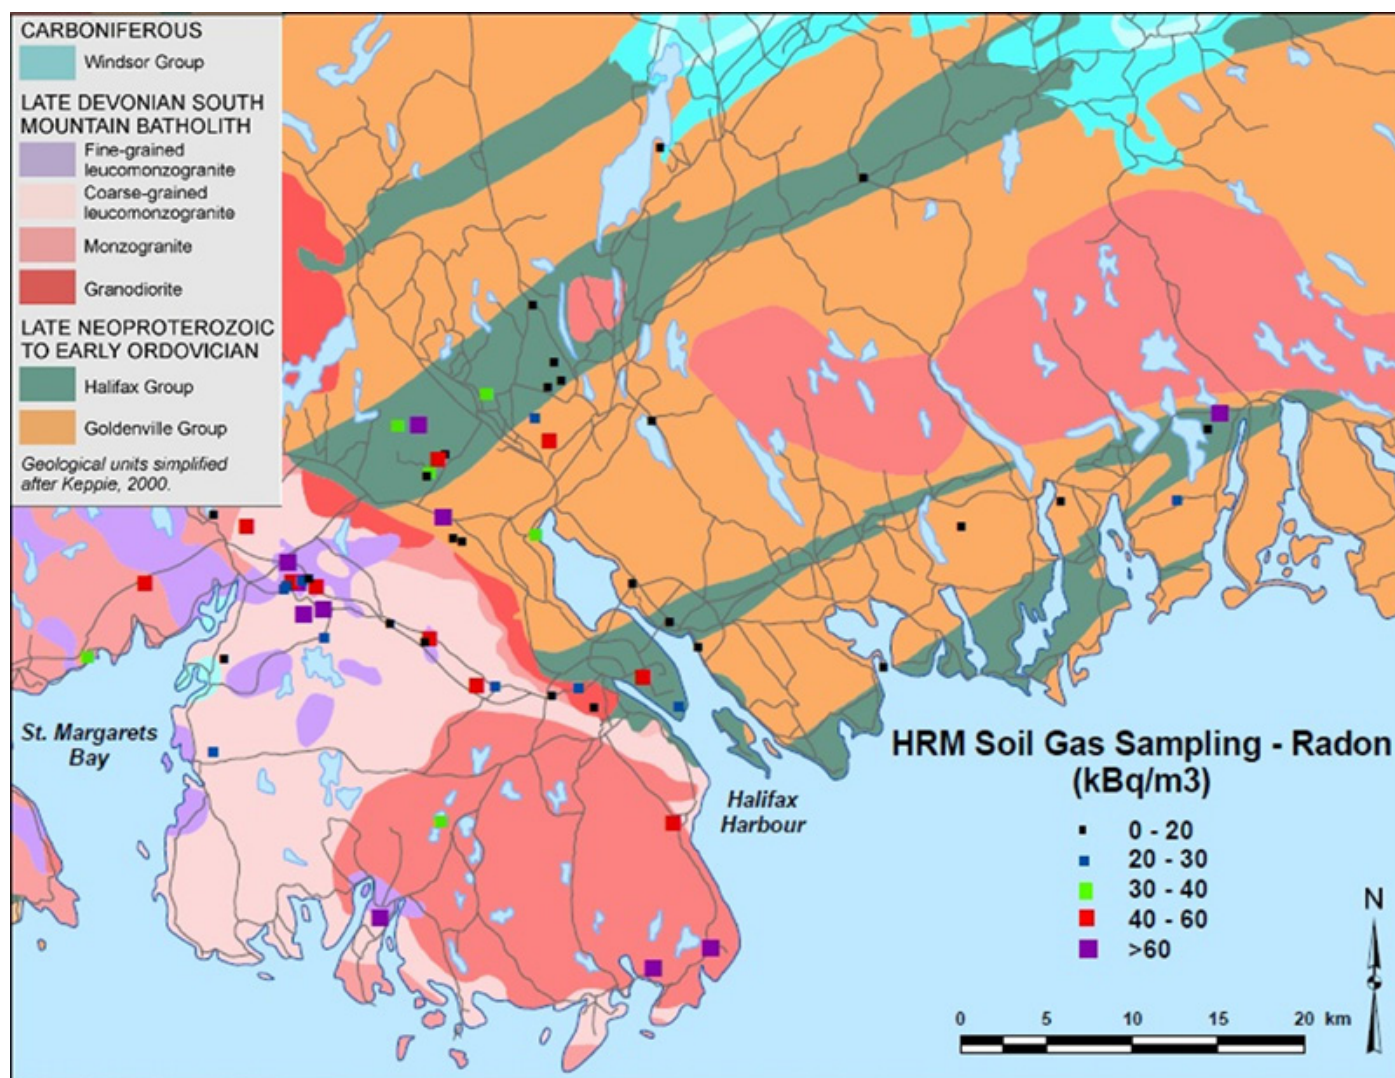 CARBONIFEROUS
Windsor Group
LATE DEVONIAN SOUTH
MOUNTAIN BATHOLITH
Fine-grained
leucomonzogranite
Coarse-grained
leucomonzogranite
Monzogranite
Granodiorite
LATE NEOPROTEROZOIC
TO EARLY ORDOVICIAN
Halifax Group
Goldenville Group
Geological units simplified
after Keppie, 2000.
St. Margarets
Bay
Halifax
Harbour
HRM Soil Gas Sampling - Radon
(kBq/m3)
0 - 20
20 - 30
30 - 40
40 - 60
>60
N
0 5 10 15 20 km